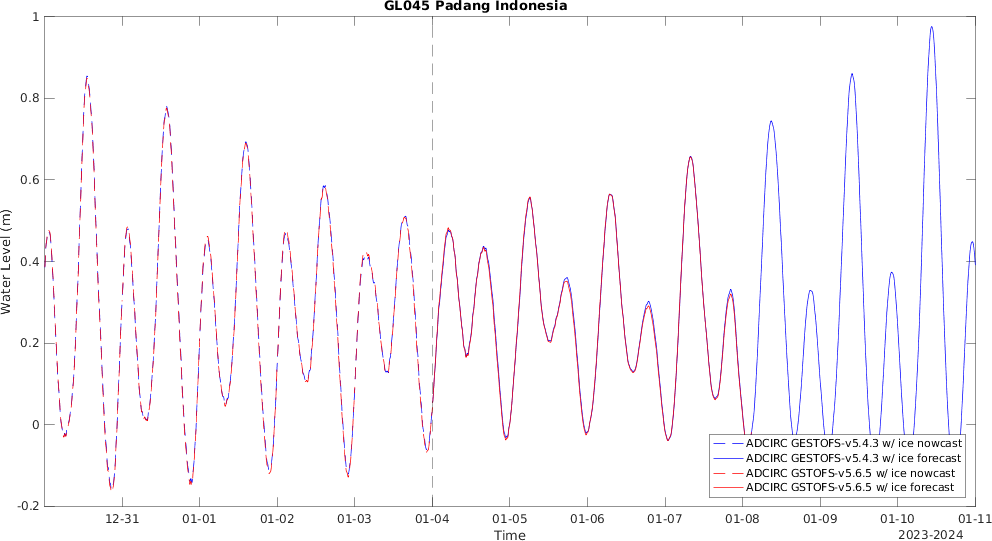 GL045 Padang Indonesia
Water Level (m)
1
0.8
0.6
0.4
0.2
0
-0.2
12-31 01-01 01-02 01-03 01-04 01-05 01-06 01-07 01-08 01-09 01-10 01-11
Time
2023-2024
ADCIRC GESTOFS-v5.4.3 w/ ice nowcast
ADCIRC GESTOFS-v5.4.3 w/ ice forecast
ADCIRC GSTOFS-v5.6.5 w/ ice nowcast
ADCIRC GSTOFS-v5.6.5 w/ ice forecast